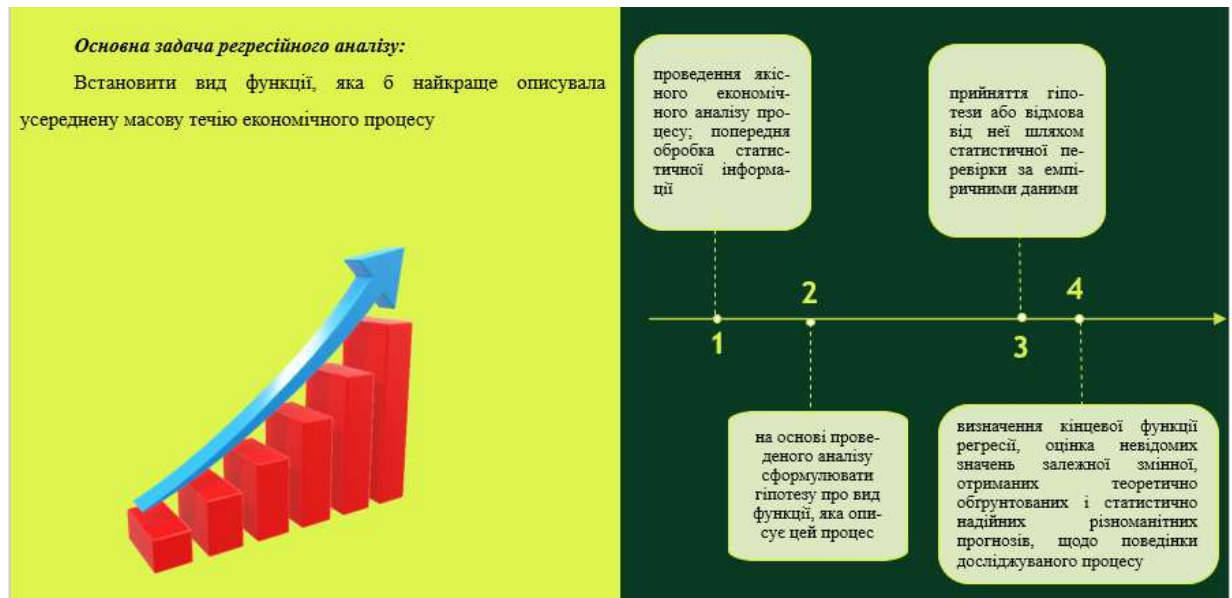 Основна задача регресійного аналізу:
Встановити вид функції, яка б найкраще описувала
усереднену масову течію економічного процесу
проведення якіс-
ного економіч-
ного аналізу про-
цесу; попередня
обробка статис-
тичної інформа-
ції
прийняття гіпо-
тези або відмова
від неї шляхом
статистичної пе-
ревірки за емпі-
ричними даними
2
4
1
3
на основі прове-
деного аналізу
сформулювати
гіпотезу про вид
функції, яка опи-
сує цей процес
визначення кінцевої функції
регресії, оцінка невідомих
значень залежної змінної,
отриманих теоретично
обґрунтованих і статистично
надійних різноманітних
прогнозів, щодо поведінки
досліджуваного процесу